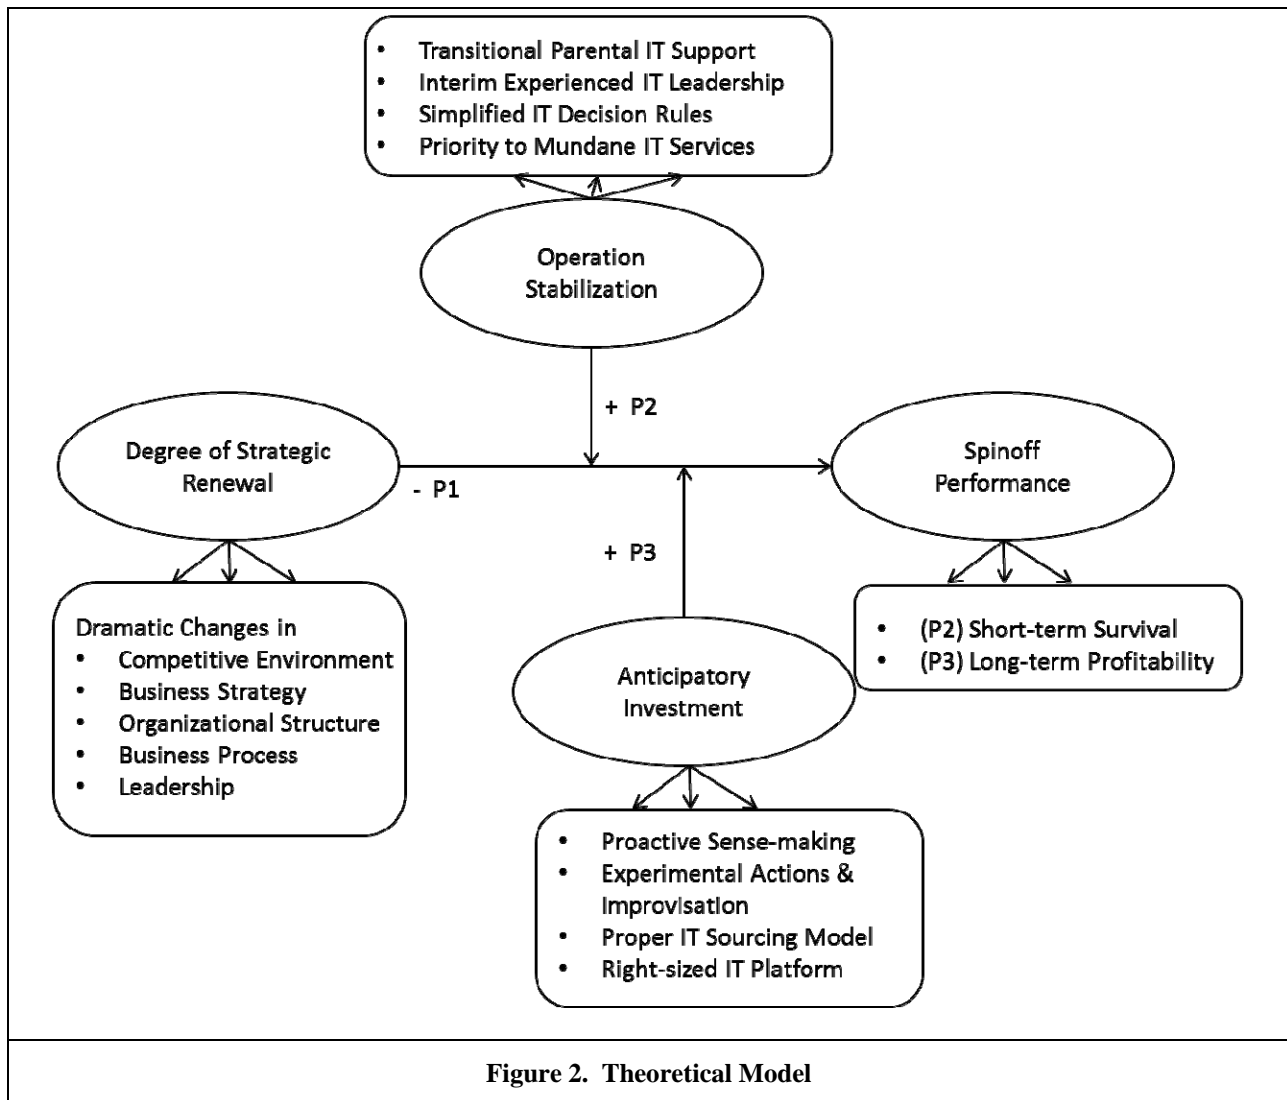 • Transitional Parental IT Support
• Interim Experienced IT Leadership
• Simplified IT Decision Rules
• Priority to Mundane IT Services
Operation
Stabilization
+ P2
Degree of Strategic
Renewal
- P1
Spinoff
Performance
+ P3
Dramatic Changes in
• Competitive Environment
• Business Strategy
• Organizational Structure
• Business Process
• Leadership
• (P2) Short-term Survival
• (P3) Long-term Profitability
Anticipatory
Investment
• Proactive Sense-making
• Experimental Actions &
Improvisation
• Proper IT Sourcing Model
• Right-sized IT Platform
Figure 2. Theoretical Model